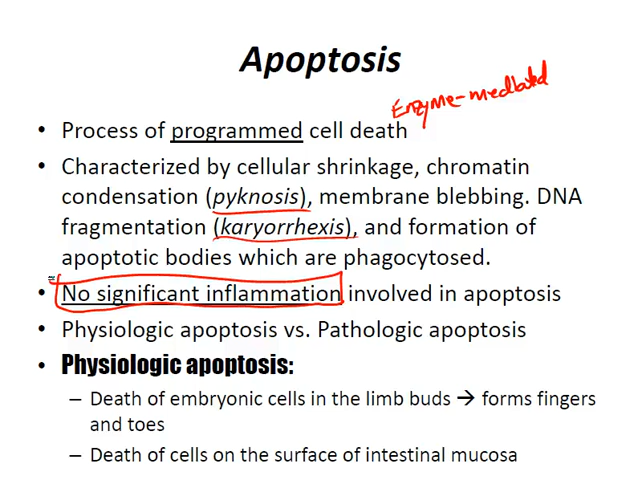 Apoptosis
Enzyme-mediated
• Process of programmed cell death
• Characterized by cellular shrinkage, chromatin
condensation (pyknosis), membrane blebbing. DNA
fragmentation (karyorrhexis), and formation of
apoptotic bodies which are phagocytosed.
• No significant inflammation involved in apoptosis
• Physiologic apoptosis vs. Pathologic apoptosis
• Physiologic apoptosis:
– Death of embryonic cells in the limb buds → forms fingers
and toes
– Death of cells on the surface of intestinal mucosa